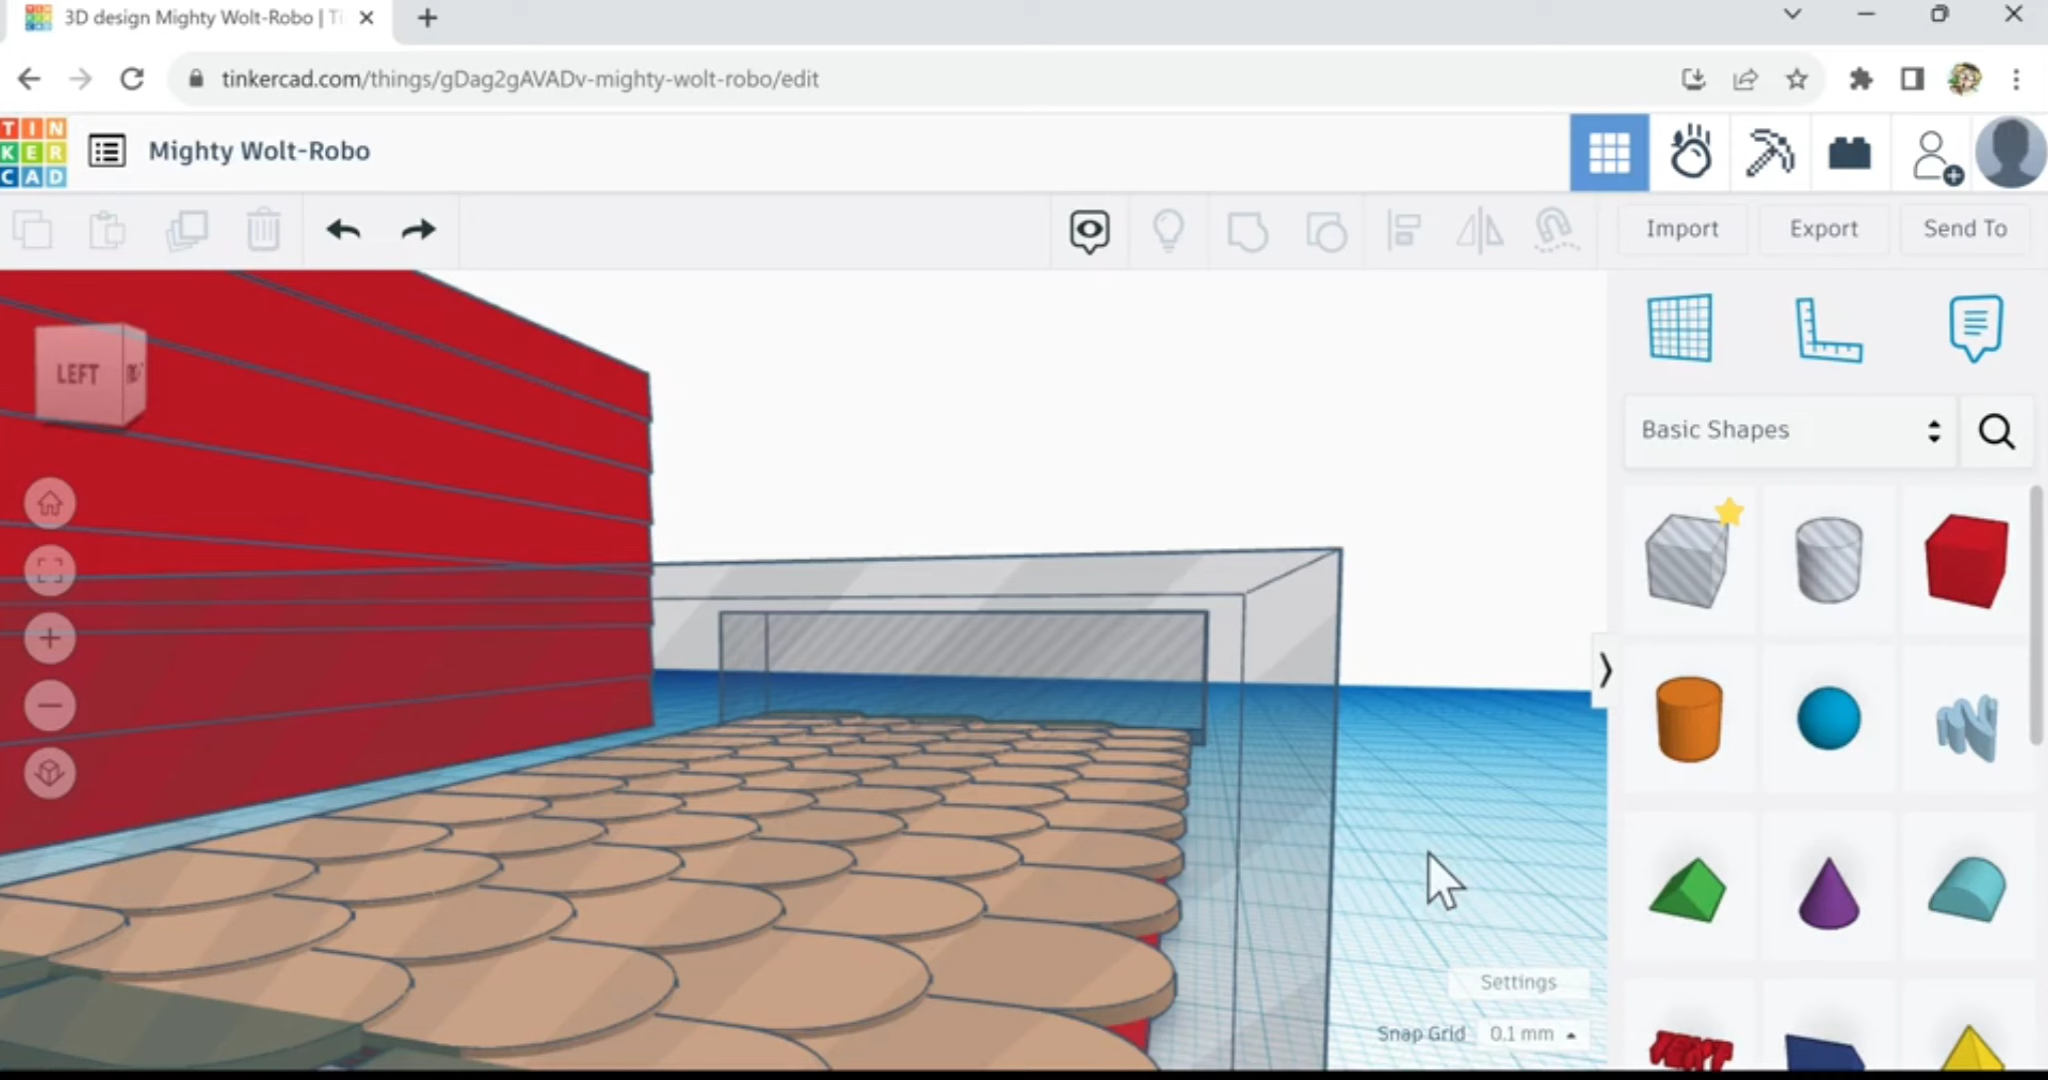 3D design Mighty Wolt-Robo | Ti
tinkercad.com/things/gDag2gAVADv-mighty-wolt-robo/edit
TIN
KER
CAD
Mighty Wolt-Robo
Import
Export
Send To
LEFT
Basic Shapes
TEXT
Settings
Snap Grid 0.1 mm